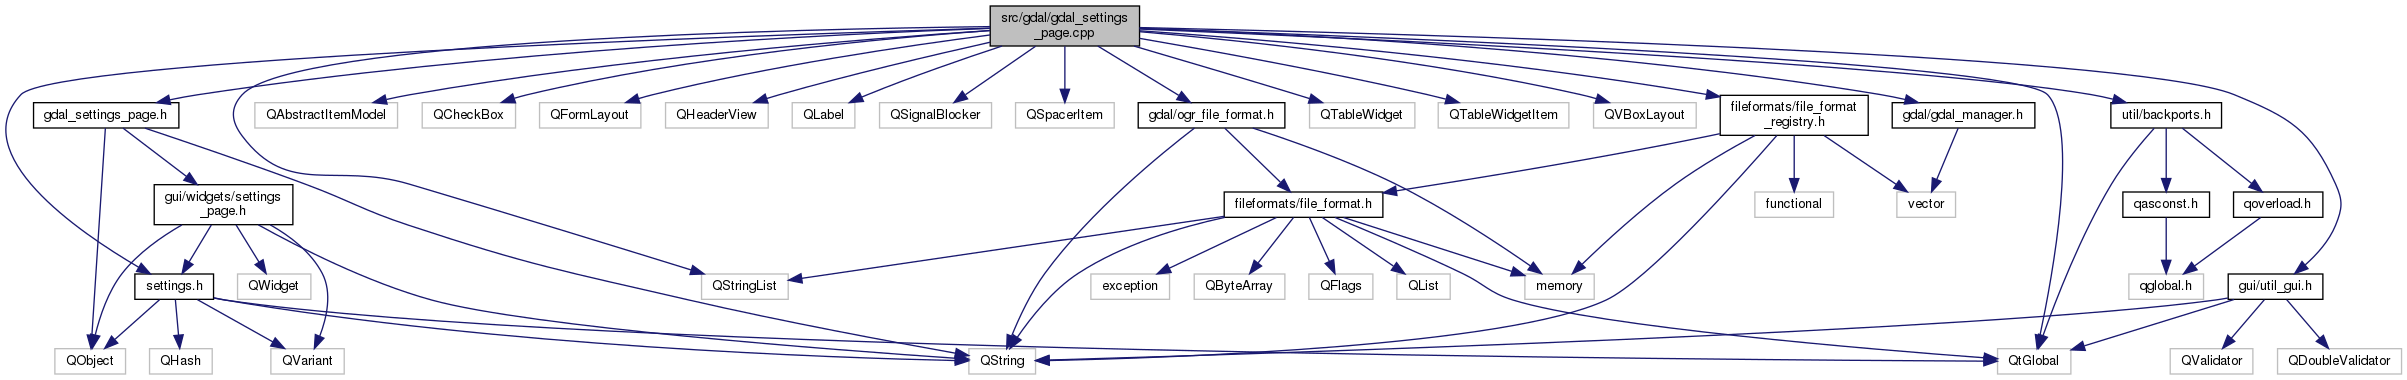 src/gdal/gdal_settings
_page.cpp
gdal_settings_page.h
QAbstractItemModel
QCheckBox
QFormLayout
QHeaderView
QLabel
QSignalBlocker
QSpacerItem
gdal/ogr_file_format.h
QTableWidget
QTableWidgetItem
QVBoxLayout
fileformats/file_format
_registry.h
gdal/gdal_manager.h
util/backports.h
gui/widgets/settings
_page.h
fileformats/file_format.h
functional
vector
qasconst.h
qoverload.h
settings.h
QWidget
QStringList
exception
QByteArray
QFlags
QList
memory
qglobal.h
gui/util_gui.h
QObject
QHash
QVariant
QString
QtGlobal
QValidator
QDoubleValidator